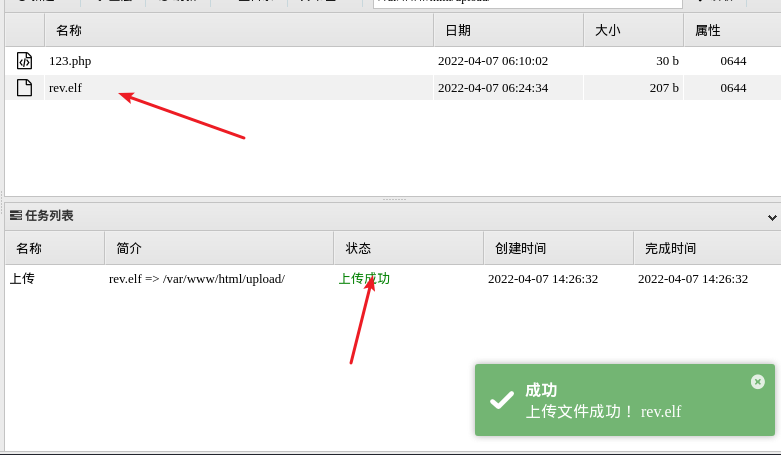 名称 日期 大小 属性
123.php 2022-04-07 06:10:02 30 b 0644
rev.elf 2022-04-07 06:24:34 207 b 0644
任务列表
名称 简介 状态 创建时间 完成时间
上传 rev.elf => /var/www/html/upload/ 上传成功 2022-04-07 14:26:32 2022-04-07 14:26:32
成功
上传文件成功！ rev.elf